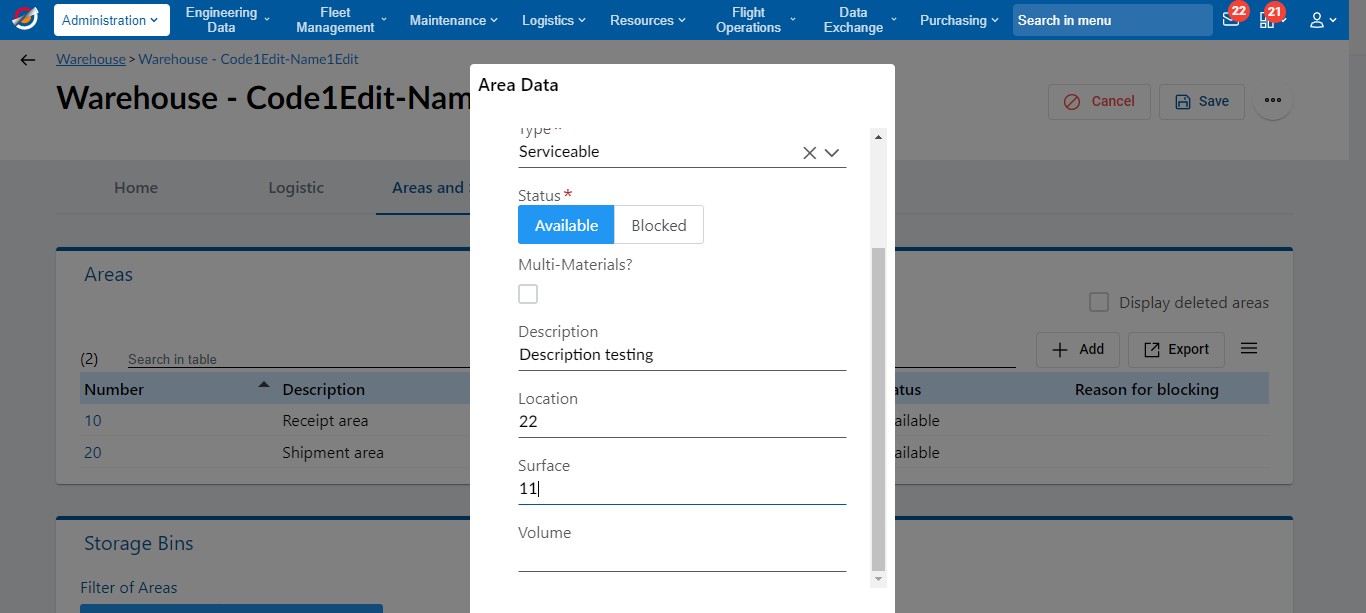 Administration
Engineering Data
Fleet Management
Maintenance
Logistics
Resources
Flight Operations
Data Exchange
Purchasing
Search in menu
22
21
Warehouse > Warehouse - Code1Edit-Name1Edit
Warehouse - Code1Edit-Nam
Cancel
Save
Home
Logistic
Areas and
Areas
Display deleted areas
(2)
Search in table
Add
Export
Number
Description
atus
Reason for blocking
10
Receipt area
ailable
20
Shipment area
ailable
Storage Bins
Filter of Areas
Area Data
Type*
Serviceable
Status*
Available
Blocked
Multi-Materials?
Description
Description testing
Location
22
Surface
11
Volume